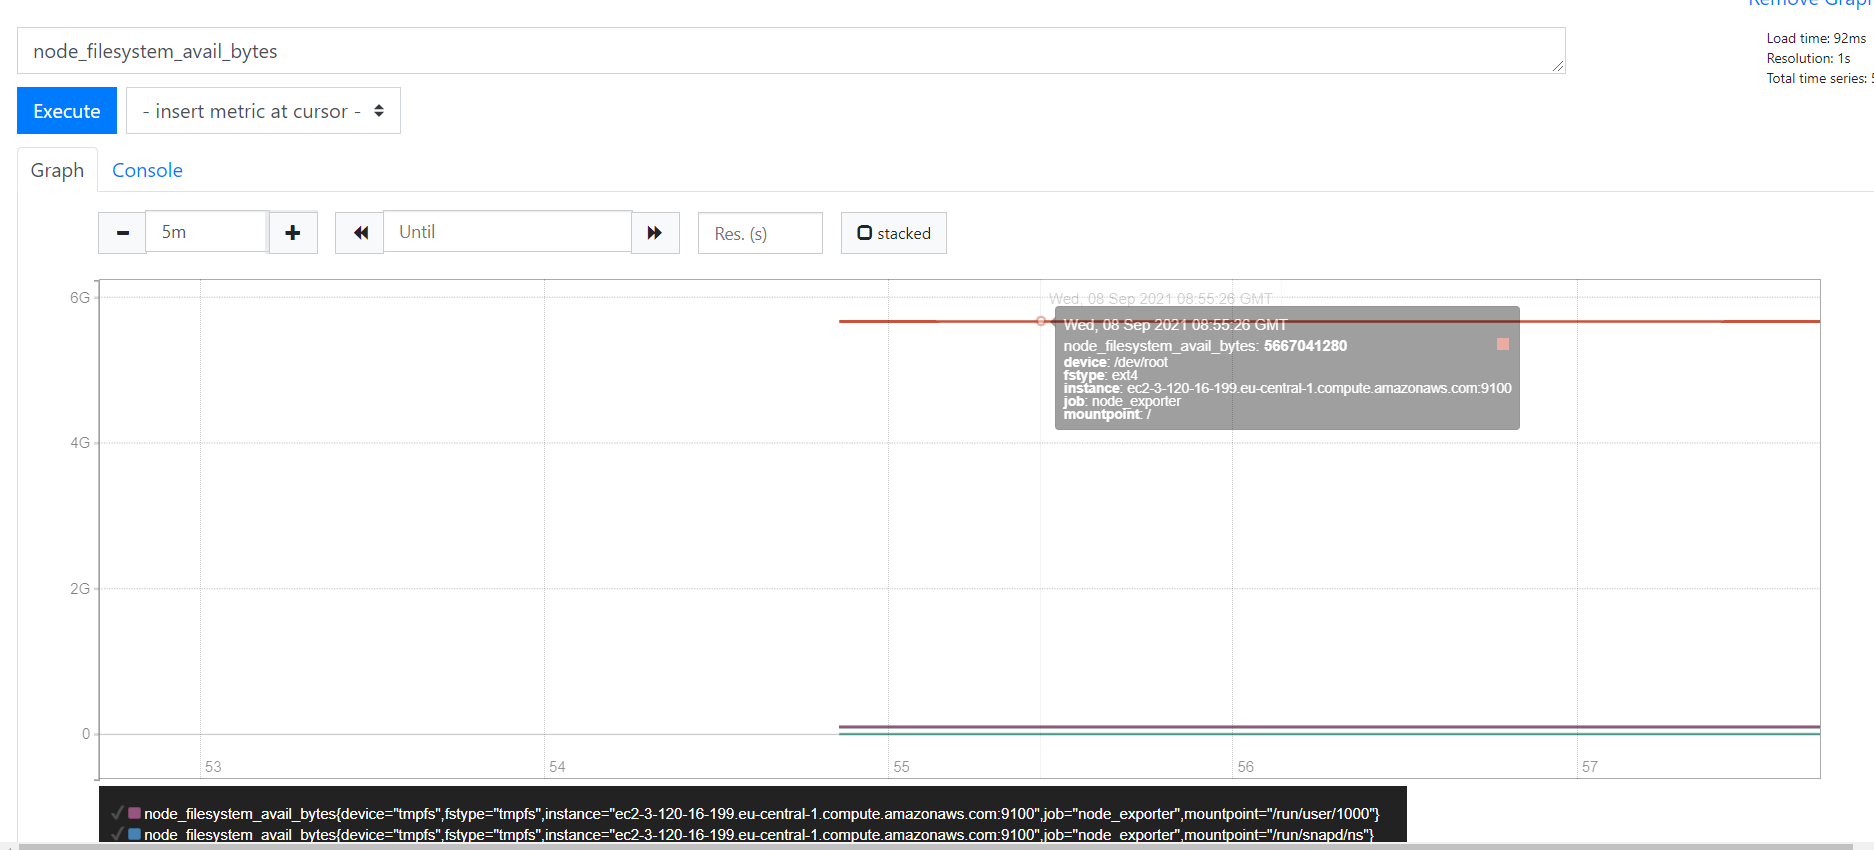 Remove Graph
node_filesystem_avail_bytes
Load time: 92ms
Resolution: 1s
Total time series: 5
Execute
- insert metric at cursor -
Graph
Console
5m
Until
Res. (s)
stacked
6G
4G
2G
0
53
54
55
56
57
Wed, 08 Sep 2021 08:55:26 GMT
Wed, 08 Sep 2021 08:55:26 GMT
node_filesystem_avail_bytes: 5667041280
device: /dev/root
fstype: ext4
instance: ec2-3-120-16-199.eu-central-1.compute.amazonaws.com:9100
job: node_exporter
mountpoint: /
node_filesystem_avail_bytes{device="tmpfs",fstype="tmpfs",instance="ec2-3-120-16-199.eu-central-1.compute.amazonaws.com:9100",job="node_exporter",mountpoint="/run/user/1000"}
node_filesystem_avail_bytes{device="tmpfs",fstype="tmpfs",instance="ec2-3-120-16-199.eu-central-1.compute.amazonaws.com:9100",job="node_exporter",mountpoint="/run/snapd/ns"}